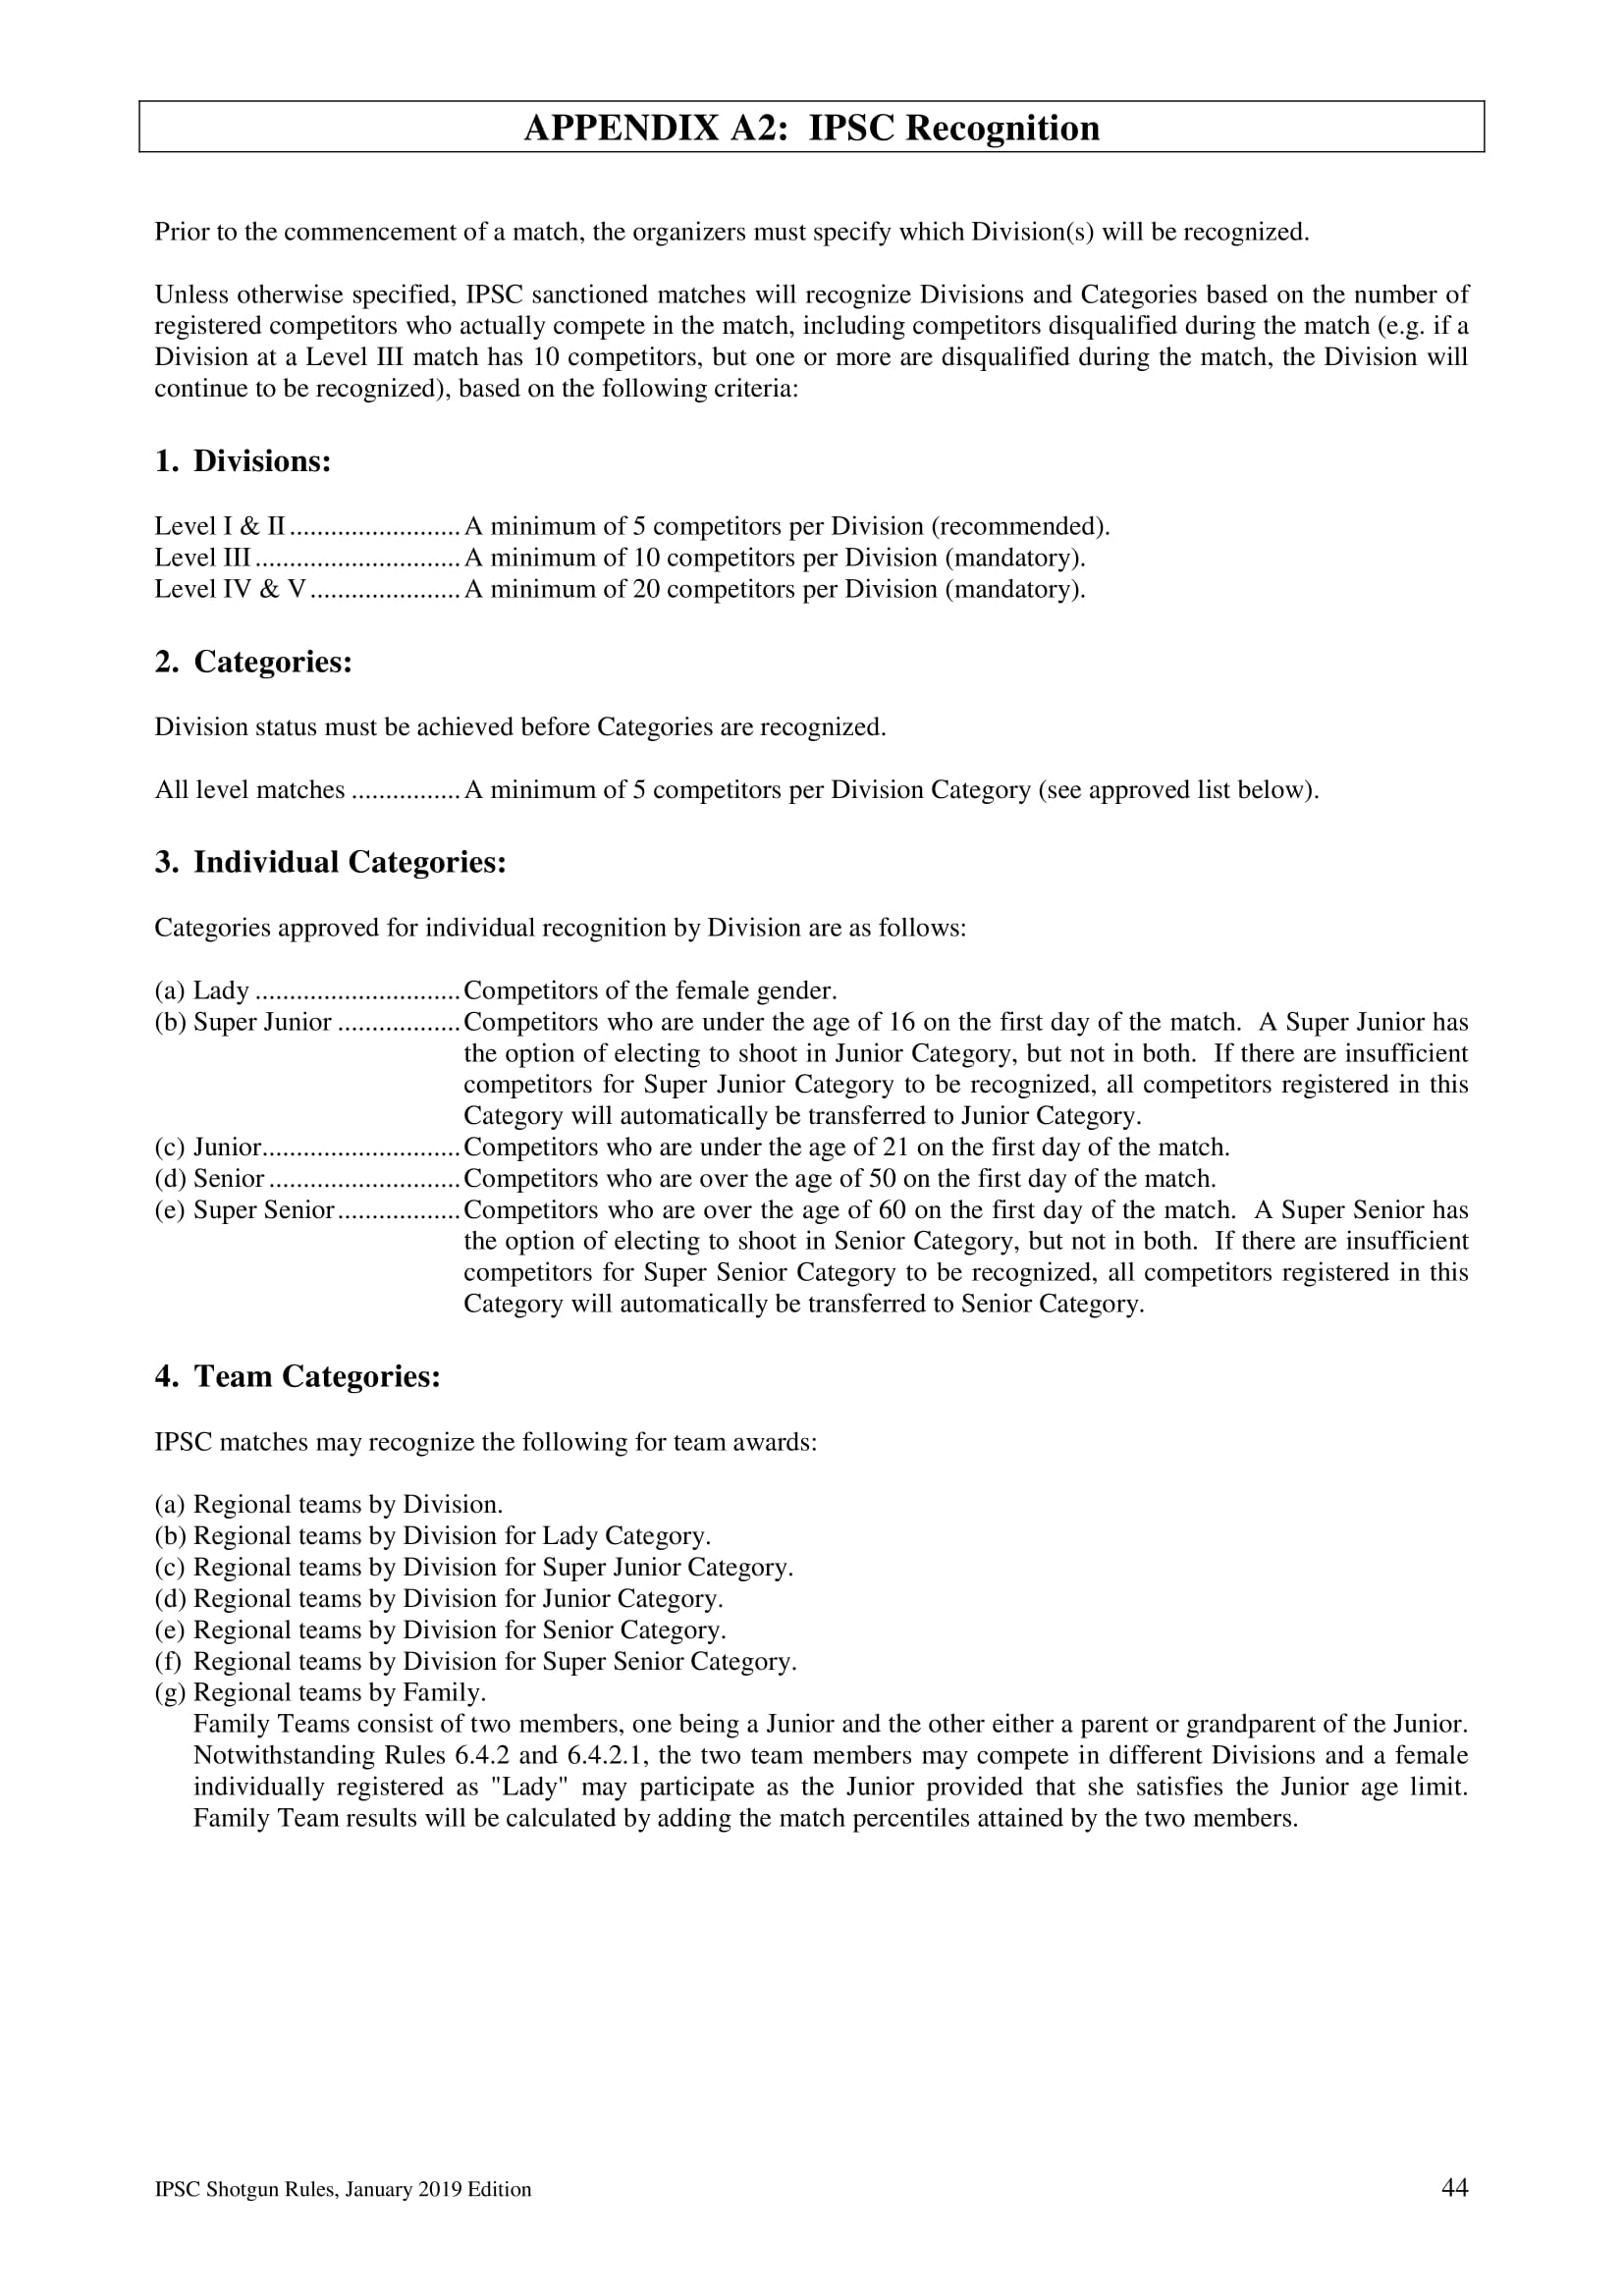 APPENDIX A2: IPSC Recognition
Prior to the commencement of a match, the organizers must specify which Division(s) will be recognized.
Unless otherwise specified, IPSC sanctioned matches will recognize Divisions and Categories based on the number of
registered competitors who actually compete in the match, including competitors disqualified during the match (e.g. if a
Division at a Level III match has 10 competitors, but one or more are disqualified during the match, the Division will
continue to be recognized), based on the following criteria:
1. Divisions:
Level I & II ......................... A minimum of 5 competitors per Division (recommended).
Level III .............................. A minimum of 10 competitors per Division (mandatory).
Level IV & V ...................... A minimum of 20 competitors per Division (mandatory).
2. Categories:
Division status must be achieved before Categories are recognized.
All level matches ................ A minimum of 5 competitors per Division Category (see approved list below).
3. Individual Categories:
Categories approved for individual recognition by Division are as follows:
(a) Lady .............................. Competitors of the female gender.
(b) Super Junior .................. Competitors who are under the age of 16 on the first day of the match. A Super Junior has
the option of electing to shoot in Junior Category, but not in both. If there are insufficient
competitors for Super Junior Category to be recognized, all competitors registered in this
Category will automatically be transferred to Junior Category.
(c) Junior............................. Competitors who are under the age of 21 on the first day of the match.
(d) Senior ............................ Competitors who are over the age of 50 on the first day of the match.
(e) Super Senior .................. Competitors who are over the age of 60 on the first day of the match. A Super Senior has
the option of electing to shoot in Senior Category, but not in both. If there are insufficient
competitors for Super Senior Category to be recognized, all competitors registered in this
Category will automatically be transferred to Senior Category.
4. Team Categories:
IPSC matches may recognize the following for team awards:
(a) Regional teams by Division.
(b) Regional teams by Division for Lady Category.
(c) Regional teams by Division for Super Junior Category.
(d) Regional teams by Division for Junior Category.
(e) Regional teams by Division for Senior Category.
(f) Regional teams by Division for Super Senior Category.
(g) Regional teams by Family.
Family Teams consist of two members, one being a Junior and the other either a parent or grandparent of the Junior.
Notwithstanding Rules 6.4.2 and 6.4.2.1, the two team members may compete in different Divisions and a female
individually registered as "Lady" may participate as the Junior provided that she satisfies the Junior age limit.
Family Team results will be calculated by adding the match percentiles attained by the two members.
IPSC Shotgun Rules, January 2019 Edition 44